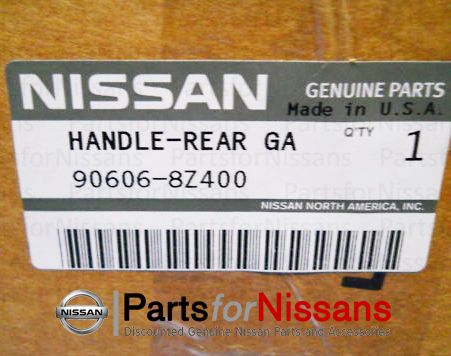 NISSAN
GENUINE PARTS
Made in U.S.A.
HANDLE-REAR GA
Q'TY
1
90606-8Z400
NISSAN NORTH AMERICA, INC.
NISSAN
PartsforNissans
Discounted Genuine Nissan Parts and Accessories